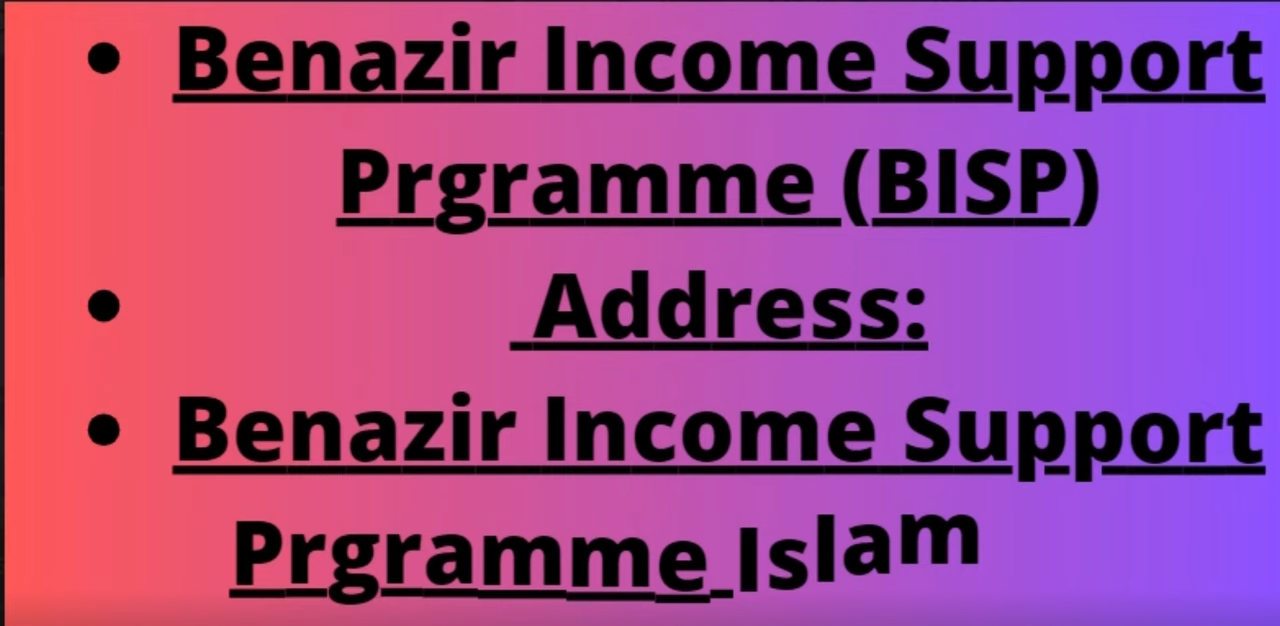 • Benazir Income Support
Prgramme (BISP)
• Address:
• Benazir Income Support
Prgramme Islam